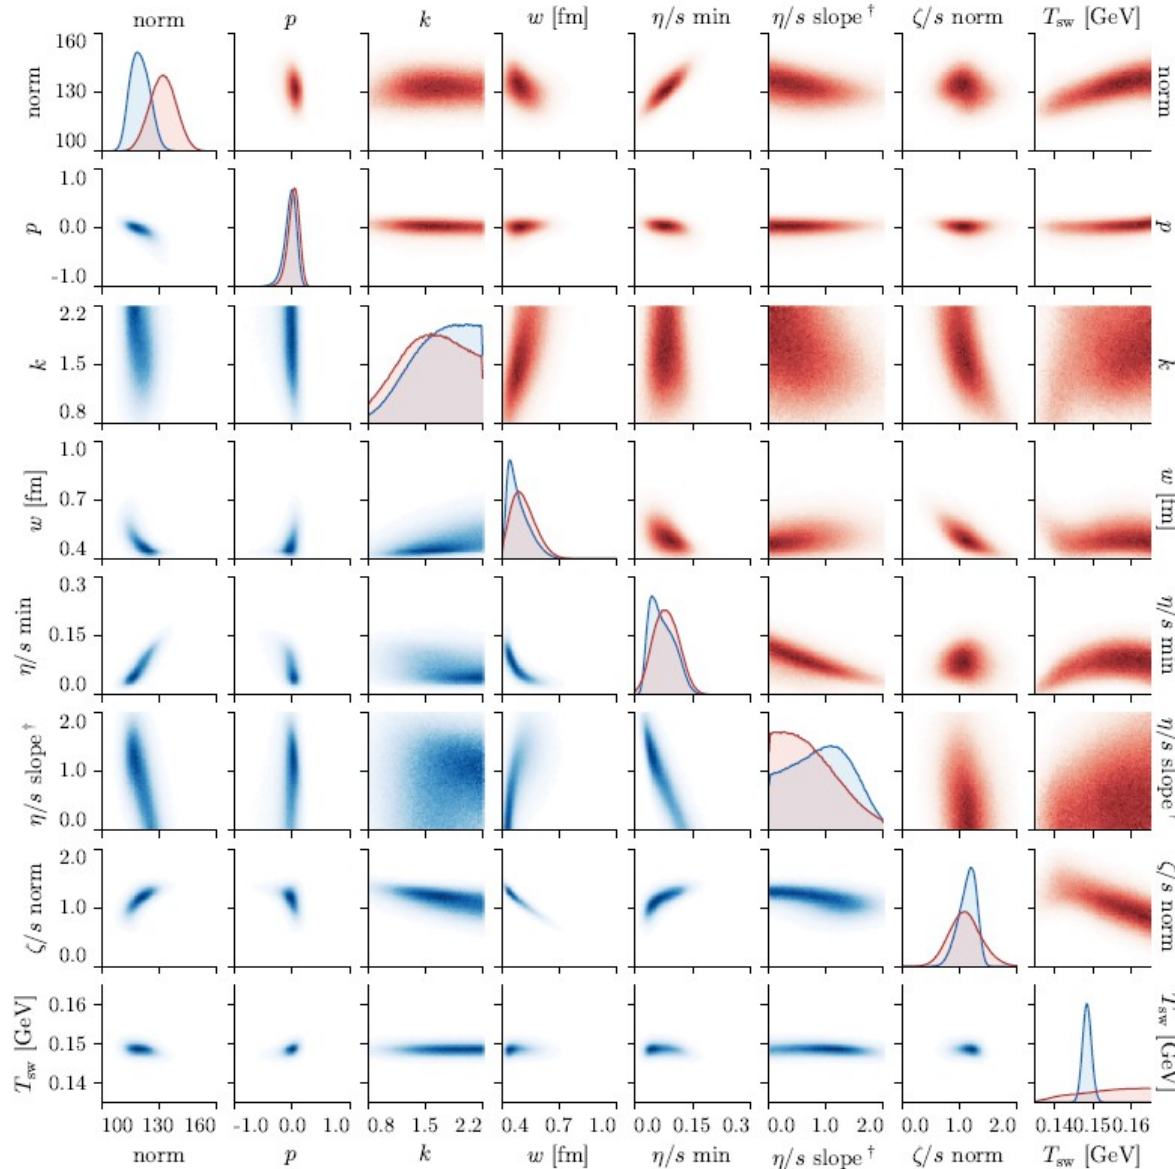 norm p k w [fm] η/s min η/s slope† ζ/s norm T_sw [GeV]
160
130
100
norm
norm
1.0
0.0
-1.0
p
p
2.2
1.5
0.8
k
k
1.0
0.7
0.4
w [fm]
w [fm]
0.3
0.15
0.0
η/s min
η/s min
2.0
1.0
0.0
η/s slope†
η/s slope†
2.0
1.0
0.0
ζ/s norm
ζ/s norm
0.16
0.15
0.14
T_sw [GeV]
T_sw [GeV]
100 130 160 -1.0 0.0 1.0 0.8 1.5 2.2 0.4 0.7 1.0 0.0 0.15 0.3 0.0 1.0 2.0 0.0 1.0 2.0 0.14 0.15 0.16
norm p k w [fm] η/s min η/s slope† ζ/s norm T_sw [GeV]